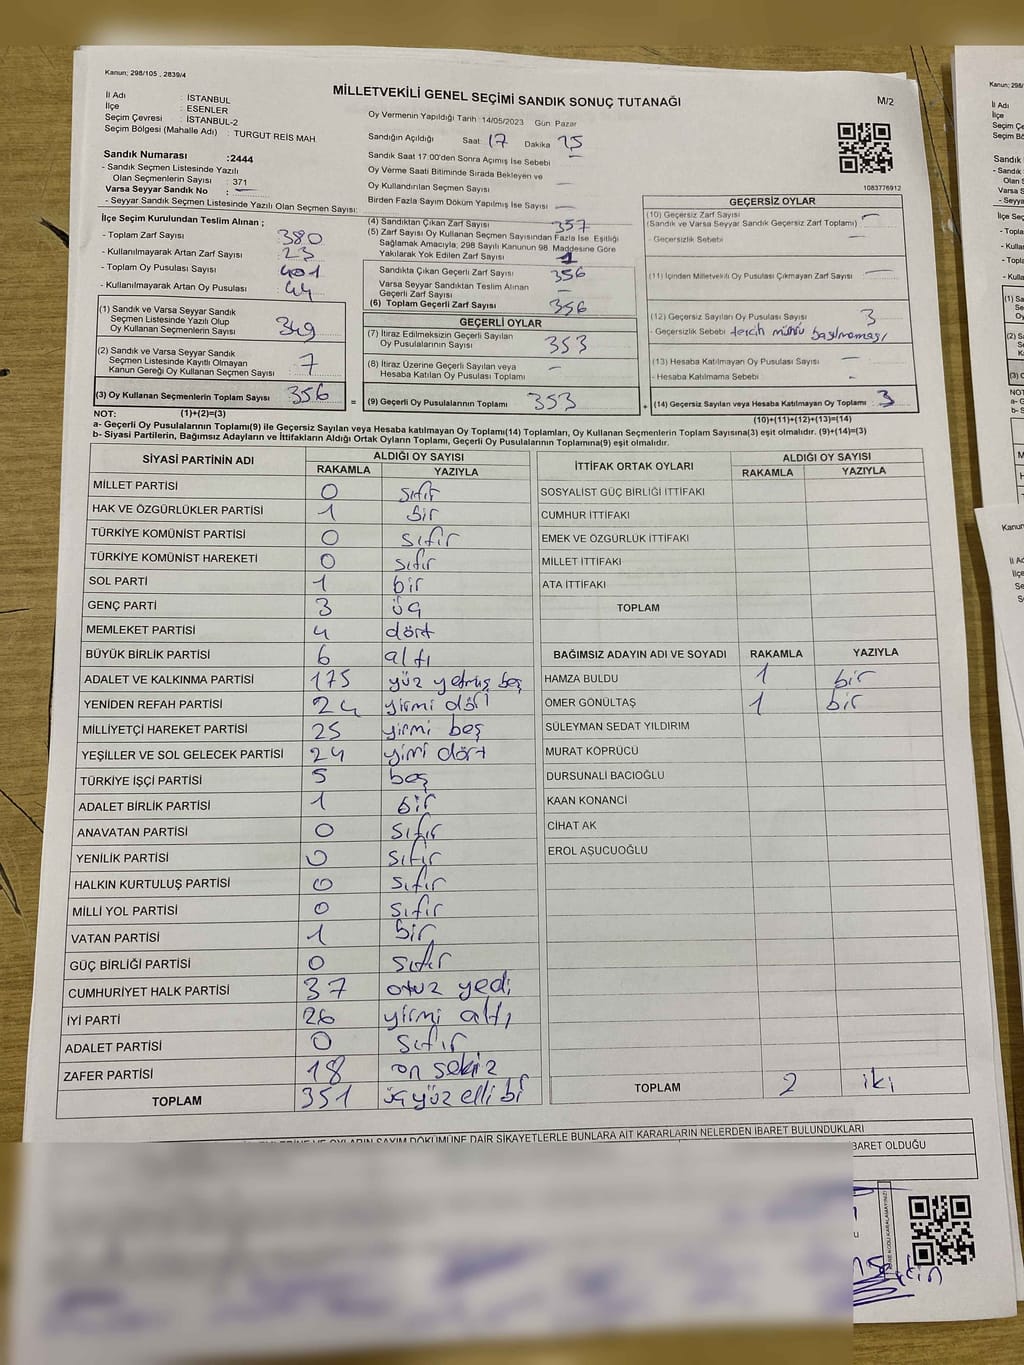 Kanun; 298/105 , 2839/4
MİLLETVEKİLİ GENEL SEÇİMİ SANDIK SONUÇ TUTANAĞI
M/2
İl Adı : İSTANBUL
İlçe : ESENLER
Seçim Çevresi : İSTANBUL-2
Seçim Bölgesi (Mahalle Adı) : TURGUT REİS MAH.
Oy Vermenin Yapıldığı Tarih 14/05/2023 Gün Pazar
Sandığın Açıldığı Saat 17 Dakika 25
Sandık Saat 17:00'den Sonra Açımış İse Sebebi —
Oy Verme Saati Bitiminde Sırada Bekleyen ve
Oy Kullandırılan Seçmen Sayısı —
Birden Fazla Sayım Döküm Yapılmış İse Sayısı —
1083776912
Sandık Numarası :2444
- Sandık Seçmen Listesinde Yazılı
Olan Seçmenlerin Sayısı : 371
Varsa Seyyar Sandık No : —
- Seyyar Seçmen Listesinde Yazılı Olan Seçmen Sayısı:
İlçe Seçim Kurulundan Teslim Alınan ;
- Toplam Zarf Sayısı 380
- Kullanılmayarak Artan Zarf Sayısı 23
- Toplam Oy Pusulası Sayısı 401
- Kullanılmayarak Artan Oy Pusulası 44
(1) Sandık ve Varsa Seyyar Sandık
Seçmen Listesinde Yazılı Olup
Oy Kullanan Seçmenlerin Sayısı 349
(2) Sandık ve Varsa Seyyar Sandık
Seçmen Listesinde Kayıtlı Olmayan
Kanun Gereği Oy Kullanan Seçmen Sayısı 7
(3) Oy Kullanan Seçmenlerin Toplam Sayısı 356
(4) Sandıktan Çıkan Zarf Sayısı 357
(5) Zarf Sayısı Oy Kullanan Seçmen Sayısından Fazla İse, Eşitliği
Sağlamak Amacıyla; 298 Sayılı Kanunun 98. Maddesine Göre
Yakılarak Yok Edilen Zarf Sayısı 1
Sandıkta Çıkan Geçerli Zarf Sayısı 356
Varsa Seyyar Sandıktan Teslim Alınan
Geçerli Zarf Sayısı —
(6) Toplam Geçerli Zarf Sayısı 356
GEÇERLİ OYLAR
(7) İtiraz Edilmeksizin Geçerli Sayılan
Oy Pusulalarının Sayısı 353
(8) İtiraz Üzerine Geçerli Sayılan veya
Hesaba Katılan Oy Pusulası Toplamı —
= (9) Geçerli Oy Pusulalarının Toplamı 353
GEÇERSİZ OYLAR
(10) Geçersiz Zarf Sayısı —
(Sandık ve Varsa Seyyar Sandık Geçersiz Zarf Toplamı)
- Geçersizlik Sebebi —
(11) İçinden Milletvekili Oy Pusulası Çıkmayan Zarf Sayısı —
(12) Geçersiz Sayılan Oy Pusulası Sayısı 3
- Geçersizlik Sebebi tercih mührü basılmaması
(13) Hesaba Katılmayan Oy Pusulası Sayısı —
- Hesaba Katılmama Sebebi -
+ (14) Geçersiz Sayılan veya Hesaba Katılmayan Oy Toplamı 3
NOT: (1)+(2)=(3)
(10)+(11)+(12)+(13)=(14)
a- Geçerli Oy Pusulalarının Toplamı(9) ile Geçersiz Sayılan veya Hesaba katılmayan Oy Toplamı(14) Toplamları, Oy Kullanan Seçmenlerin Toplam Sayısına(3) eşit olmalıdır. (9)+(14)=(3)
b- Siyasi Partilerin, Bağımsız Adayların ve İttifakların Aldığı Ortak Oyların Toplamı, Geçerli Oy Pusulalarının Toplamına(9) eşit olmalıdır.
SİYASİ PARTİNİN ADI ALDIĞI OY SAYISI
RAKAMLA YAZIYLA
MİLLET PARTİSİ 0 sıfır
HAK VE ÖZGÜRLÜKLER PARTİSİ 1 bir
TÜRKİYE KOMÜNİST PARTİSİ 0 sıfır
TÜRKİYE KOMÜNİST HAREKETİ 0 sıfır
SOL PARTİ 1 bir
GENÇ PARTİ 3 üç
MEMLEKET PARTİSİ 4 dört
BÜYÜK BİRLİK PARTİSİ 6 altı
ADALET VE KALKINMA PARTİSİ 175 yüz yetmiş beş
YENİDEN REFAH PARTİSİ 24 yirmi dört
MİLLİYETÇİ HAREKET PARTİSİ 25 yirmi beş
YEŞİLLER VE SOL GELECEK PARTİSİ 24 yirmi dört
TÜRKİYE İŞÇİ PARTİSİ 5 beş
ADALET BİRLİK PARTİSİ 1 bir
ANAVATAN PARTİSİ 0 sıfır
YENİLİK PARTİSİ 0 sıfır
HALKIN KURTULUŞ PARTİSİ 0 sıfır
MİLLİ YOL PARTİSİ 0 sıfır
VATAN PARTİSİ 1 bir
GÜÇ BİRLİĞİ PARTİSİ 0 sıfır
CUMHURİYET HALK PARTİSİ 37 otuz yedi
İYİ PARTİ 26 yirmi altı
ADALET PARTİSİ 0 sıfır
ZAFER PARTİSİ 18 on sekiz
TOPLAM 351 üçyüz elli bi
İTTİFAK ORTAK OYLARI ALDIĞI OY SAYISI
RAKAMLA YAZIYLA
SOSYALİST GÜÇ BİRLİĞİ İTTİFAKI
CUMHUR İTTİFAKI
EMEK VE ÖZGÜRLÜK İTTİFAKI
MİLLET İTTİFAKI
ATA İTTİFAKI
TOPLAM
BAĞIMSIZ ADAYIN ADI VE SOYADI RAKAMLA YAZIYLA
HAMZA BULDU 1 bir
ÖMER GÖNÜLTAŞ 1 bir
SÜLEYMAN SEDAT YILDIRIM
MURAT KÖPRÜCÜ
DURSUNALİ BACIOĞLU
KAAN KONANCİ
CİHAT AK
EROL AŞUCUOĞLU
TOPLAM 2 iki
OYLARIN SAYIM DÖKÜMÜNE DAİR ŞİKAYETLERLE BUNLARA AİT KARARLARIN NELERDEN İBARET BULUNDUKLARI
BARET OLDUĞU